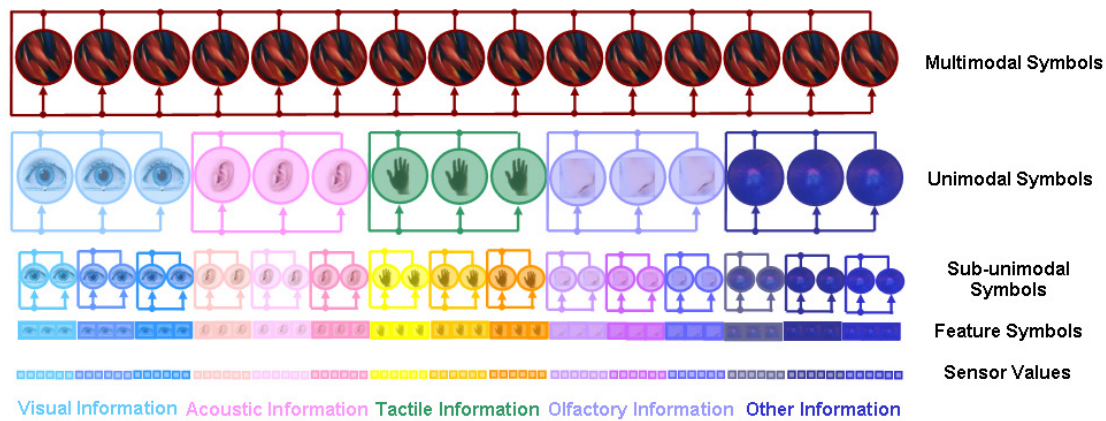 Multimodal Symbols
Unimodal Symbols
Sub-unimodal
Symbols
Feature Symbols
Sensor Values
Visual Information
Acoustic Information
Tactile Information
Olfactory Information
Other Information